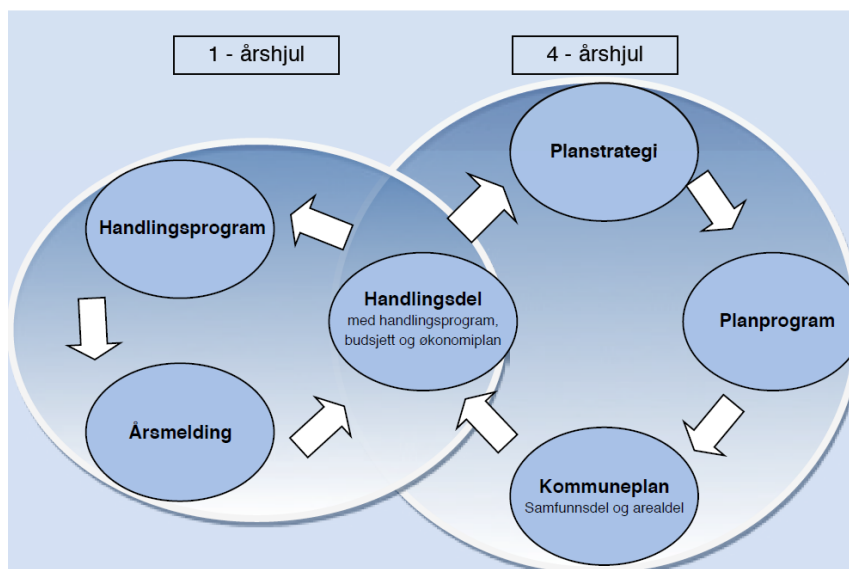 1 - årshjul
4 - årshjul
Planstrategi
Handlingsprogram
Handlingsdel
med handlingsprogram,
budsjett og økonomiplan
Planprogram
Årsmelding
Kommuneplan
Samfunnsdel og arealdel